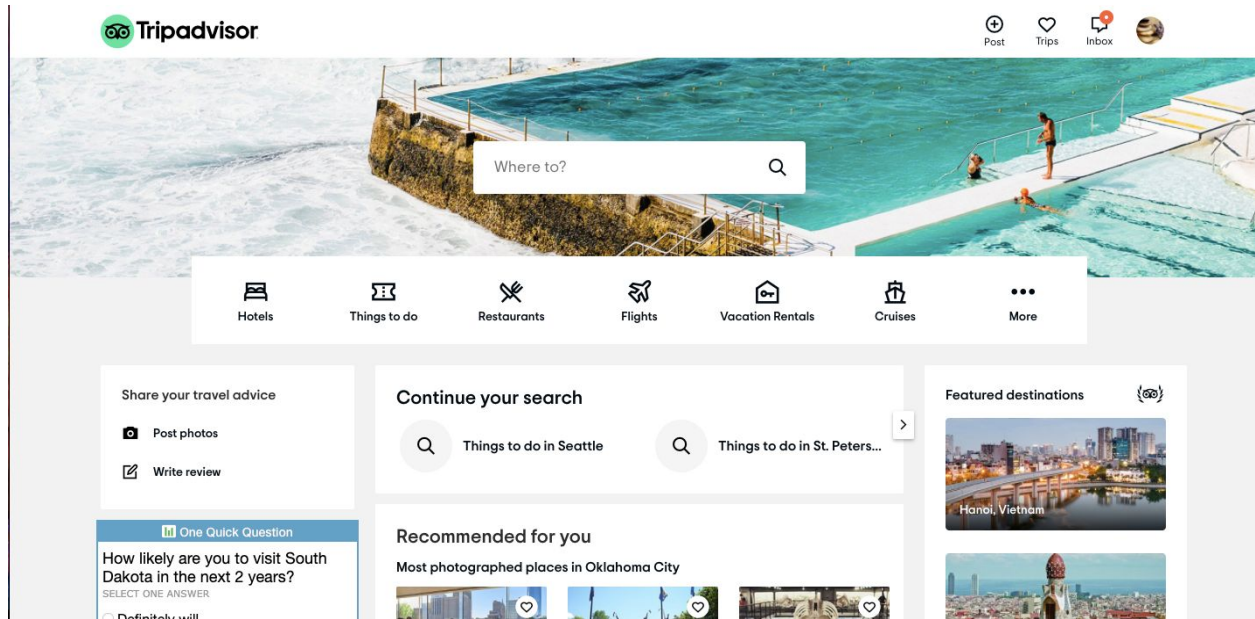 Tripadvisor
Post
Trips
Inbox
Where to?
Hotels
Things to do
Restaurants
Flights
Vacation Rentals
Cruises
More
Share your travel advice
Post photos
Write review
One Quick Question
How likely are you to visit South
Dakota in the next 2 years?
SELECT ONE ANSWER
Definitely will
Continue your search
Things to do in Seattle
Things to do in St. Peters...
Recommended for you
Most photographed places in Oklahoma City
Featured destinations
Hanoi, Vietnam